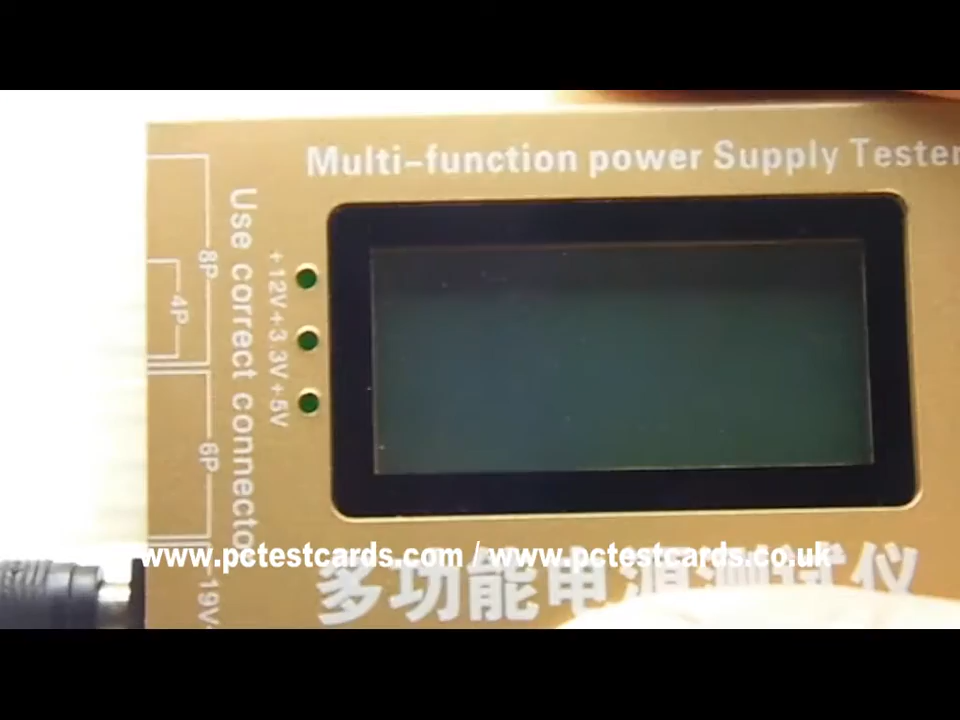 Multi-function power Supply Tester
Use correct connector
8P
4P
6P
+12V+3.3V+5V
www.pctestcards.com / www.pctestcards.co.uk
19V
多功能电源测试仪